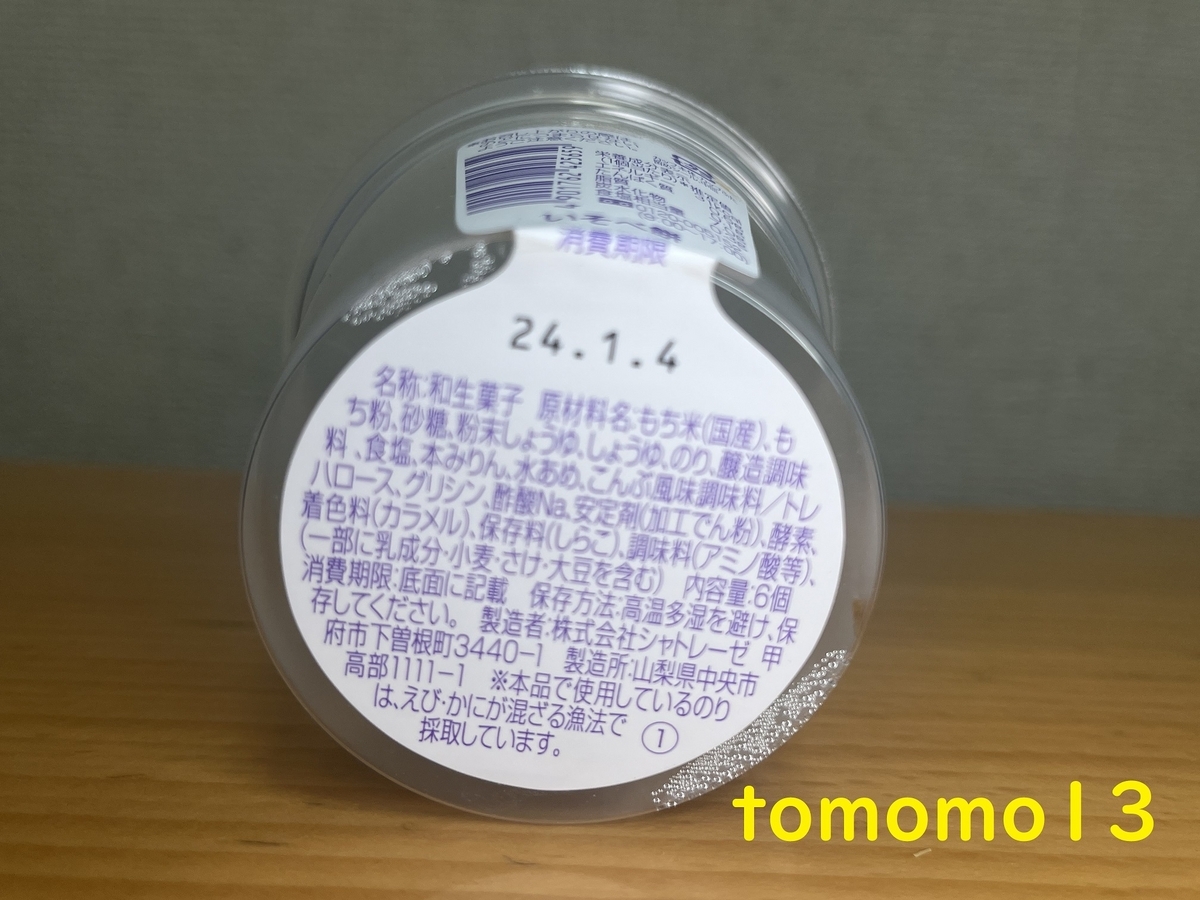 4901762 425659
いそべ
消費期限
24.1.4
名称:和生菓子 原材料名:もち米(国産)、も
ち粉、砂糖、粉末しょうゆ、しょうゆ、のり、醸造調味
料、食塩、本みりん、水あめ、こんぶ風味調味料/トレ
ハロース、グリシン、酢酸Na、安定剤(加工でん粉)、酵素、
着色料(カラメル)、保存料(しらこ)、調味料(アミノ酸等)、
(一部に乳成分・小麦・さけ・大豆を含む) 内容量:6個
消費期限:底面に記載 保存方法:高温多湿を避け、保
存してください。 製造者:株式会社シャトレーゼ 甲
府市下曽根町3440-1 製造所:山梨県中央市
高部1111-1 ※本品で使用しているのり
は、えび・かにが混ざる漁法で
採取しています。 ①
tomomo13